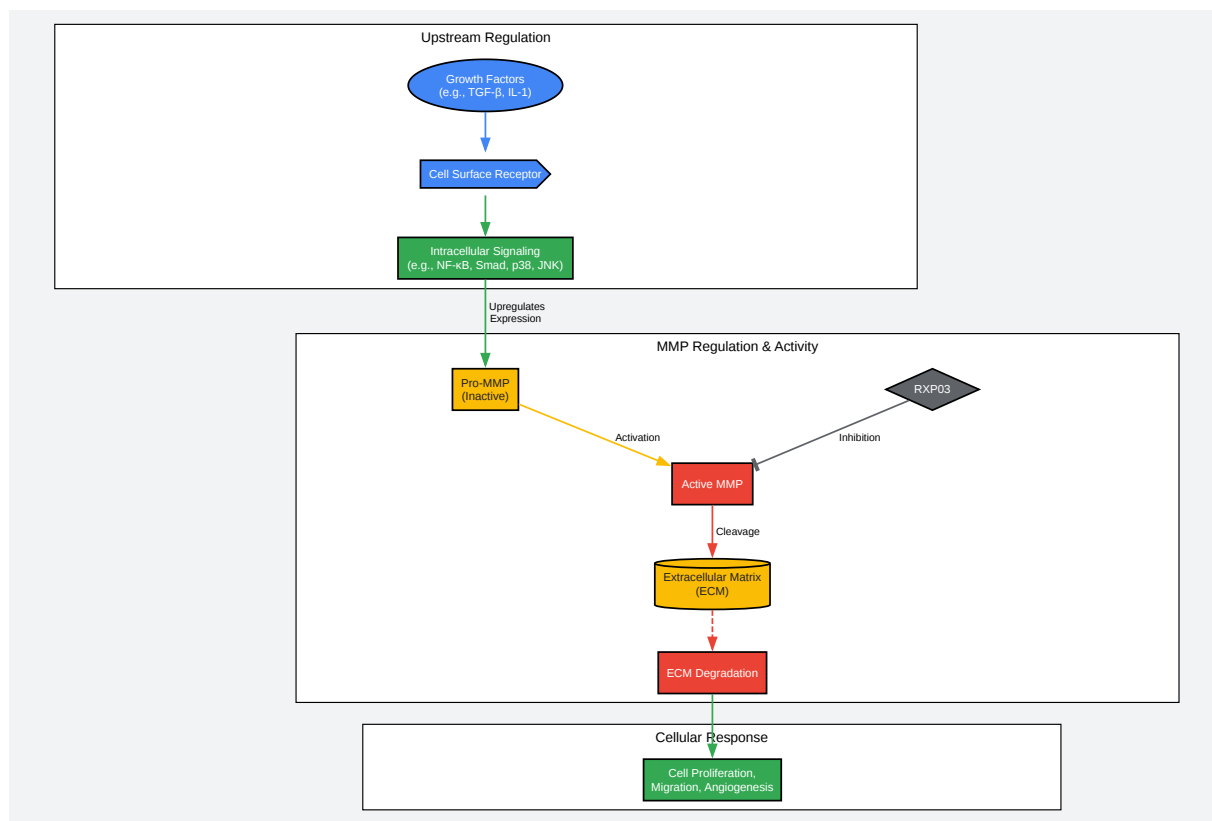 Upstream Regulation
Growth Factors
(e.g., TGF-β, IL-1)
Cell Surface Receptor
Intracellular Signaling
(e.g., NF-κB, Smad, p38, JNK)
Upregulates
Expression
MMP Regulation & Activity
Pro-MMP
(Inactive)
RXP03
Activation
Inhibition
Active MMP
Cleavage
Extracellular Matrix
(ECM)
ECM Degradation
Cellular Response
Cell Proliferation,
Migration, Angiogenesis